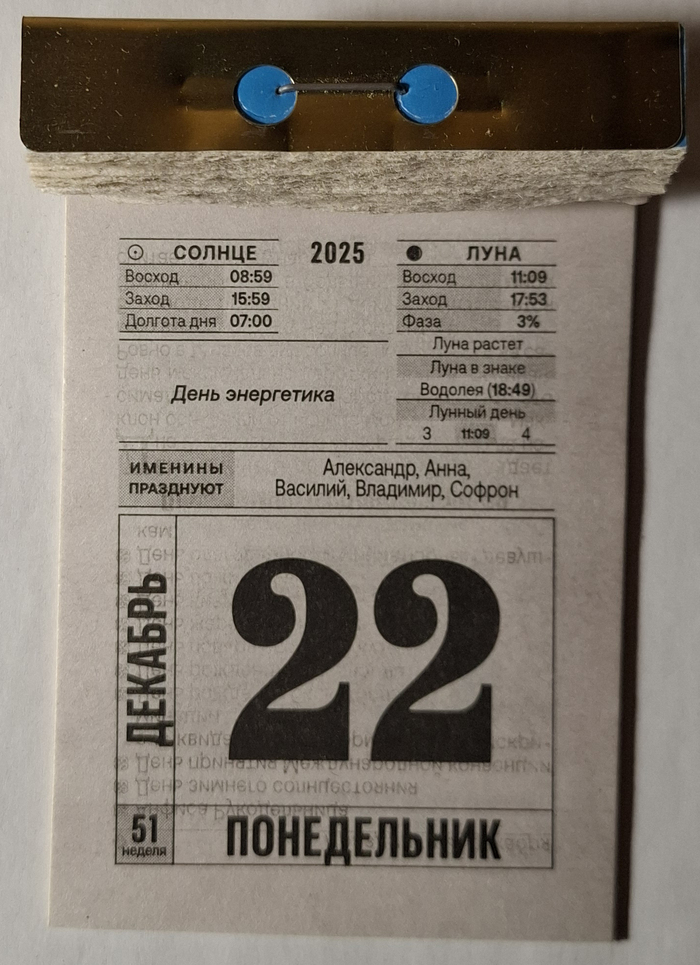 СОЛНЦЕ
Восход 08:59
Заход 15:59
Долгота дня 07:00
2025
ЛУНА
Восход 11:09
Заход 17:53
Фаза 3%
Луна растет
Луна в знаке
Водолея (18:49)
Лунный день
3 11:09 4
День энергетика
ИМЕНИНЫ
ПРАЗДНУЮТ
Александр, Анна,
Василий, Владимир, Софрон
ДЕКАБРЬ
22
51
неделя
ПОНЕДЕЛЬНИК